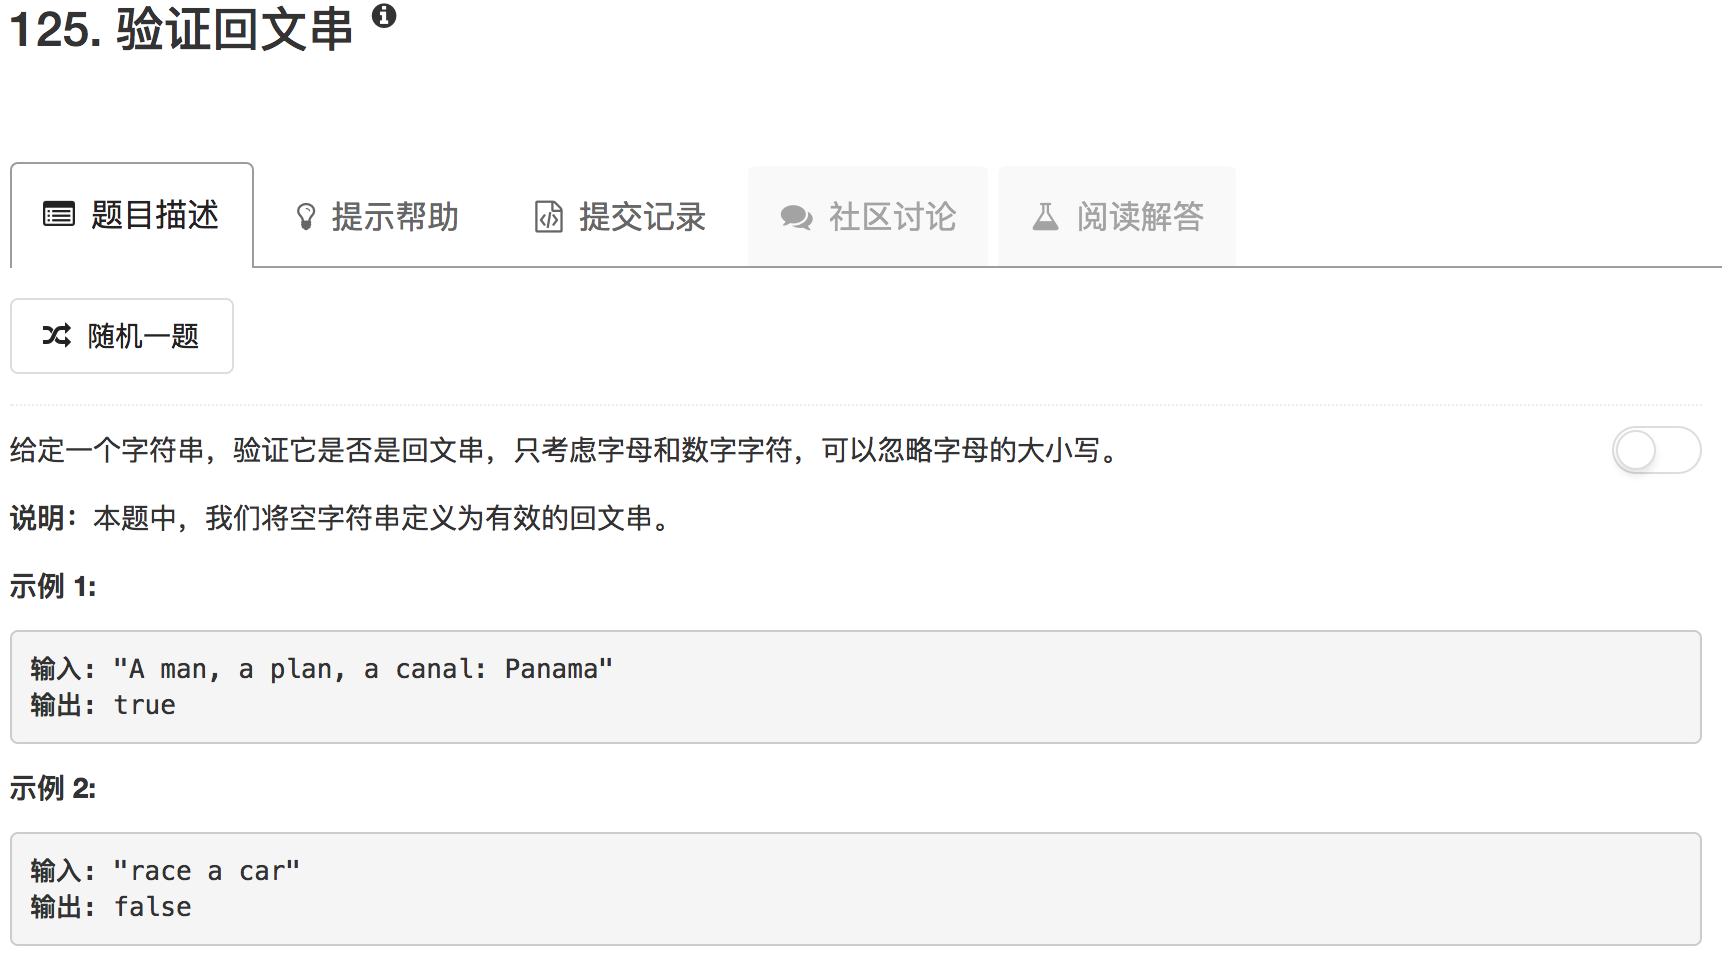 125. 验证回文串
题目描述
提示帮助
提交记录
社区讨论
阅读解答
随机一题
给定一个字符串，验证它是否是回文串，只考虑字母和数字字符，可以忽略字母的大小写。
说明：本题中，我们将空字符串定义为有效的回文串。
示例 1:
输入: "A man, a plan, a canal: Panama"
输出: true
示例 2:
输入: "race a car"
输出: false